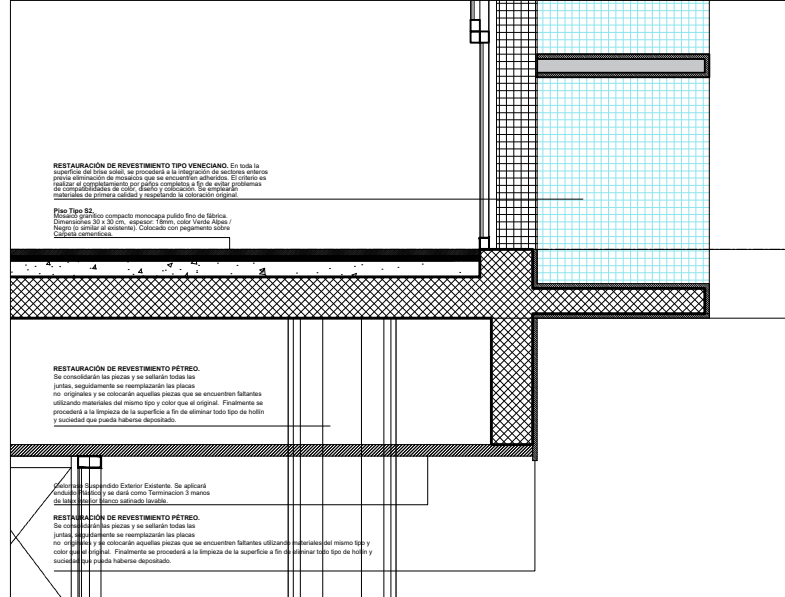 RESTAURACIÓN DE REVESTIMIENTO TIPO VENECIANO. En toda la
superficie del brise soleil, se procederá a la integración de sectores enteros
previa eliminación de mosaicos que se encuentren adheridos. El criterio es
realizar el completamiento por paños completos a fin de evitar problemas
de compatibilidades de color, diseño y colocación. Se emplearán
materiales de primera calidad y respetando la coloración original.
Piso Tipo S2.
Mosaico granítico compacto monocapa pulido fino de fábrica.
Dimensiones 30 x 30 cm, espesor: 18mm, color Verde Alpes /
Negro (o similar al existente). Colocado con pegamento sobre
Carpeta cementicea.
RESTAURACIÓN DE REVESTIMIENTO PÉTREO.
Se consolidarán las piezas y se sellarán todas las
juntas, seguidamente se reemplazarán las placas
no originales y se colocarán aquellas piezas que se encuentren faltantes
utilizando materiales del mismo tipo y color que el original. Finalmente se
procederá a la limpieza de la superficie a fin de eliminar todo tipo de hollín
y suciedad que pueda haberse depositado.
Cielorraso Suspendido Exterior Existente. Se aplicará
enduido Plástico y se dará como Terminacion 3 manos
de latex interior blanco satinado lavable.
RESTAURACIÓN DE REVESTIMIENTO PÉTREO.
Se consolidarán las piezas y se sellarán todas las
juntas, seguidamente se reemplazarán las placas
no originales y se colocarán aquellas piezas que se encuentren faltantes utilizando materiales del mismo tipo y
color que el original. Finalmente se procederá a la limpieza de la superficie a fin de eliminar todo tipo de hollín y
suciedad que pueda haberse depositado.